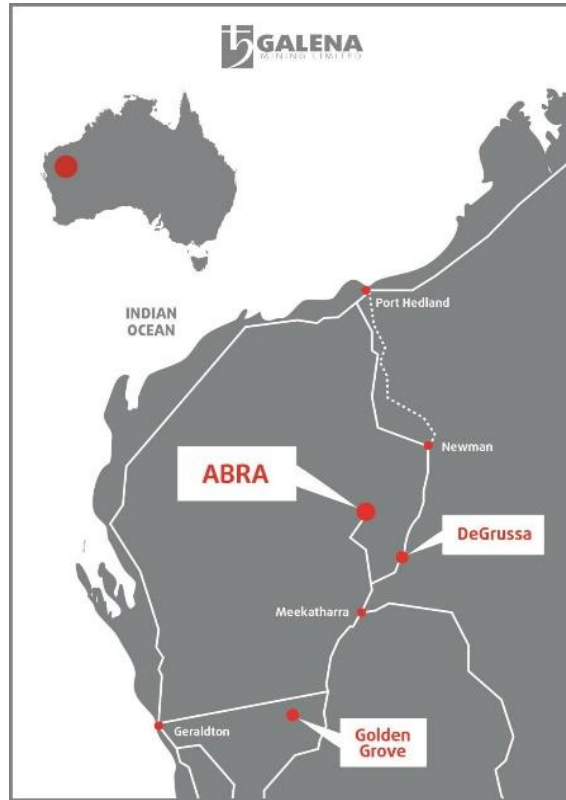 GALENA
MINING LIMITED
INDIAN
OCEAN
Port Hedland
Newman
ABRA
DeGrussa
Meekatharra
Geraldton
Golden
Grove